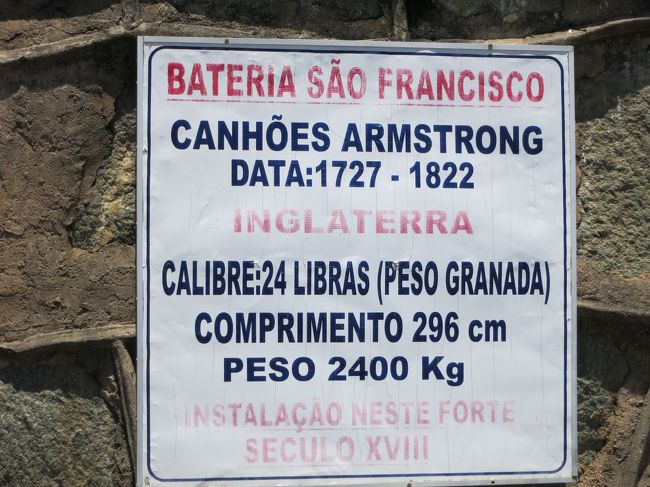 BATERIA SÃO FRANCISCO
CANHÕES ARMSTRONG
DATA:1727 - 1822
INGLATERRA
CALIBRE:24 LIBRAS (PESO GRANADA)
COMPRIMENTO 296 cm
PESO 2400 Kg
INSTALAÇÃO NESTE FORTE
SECULO XVIII